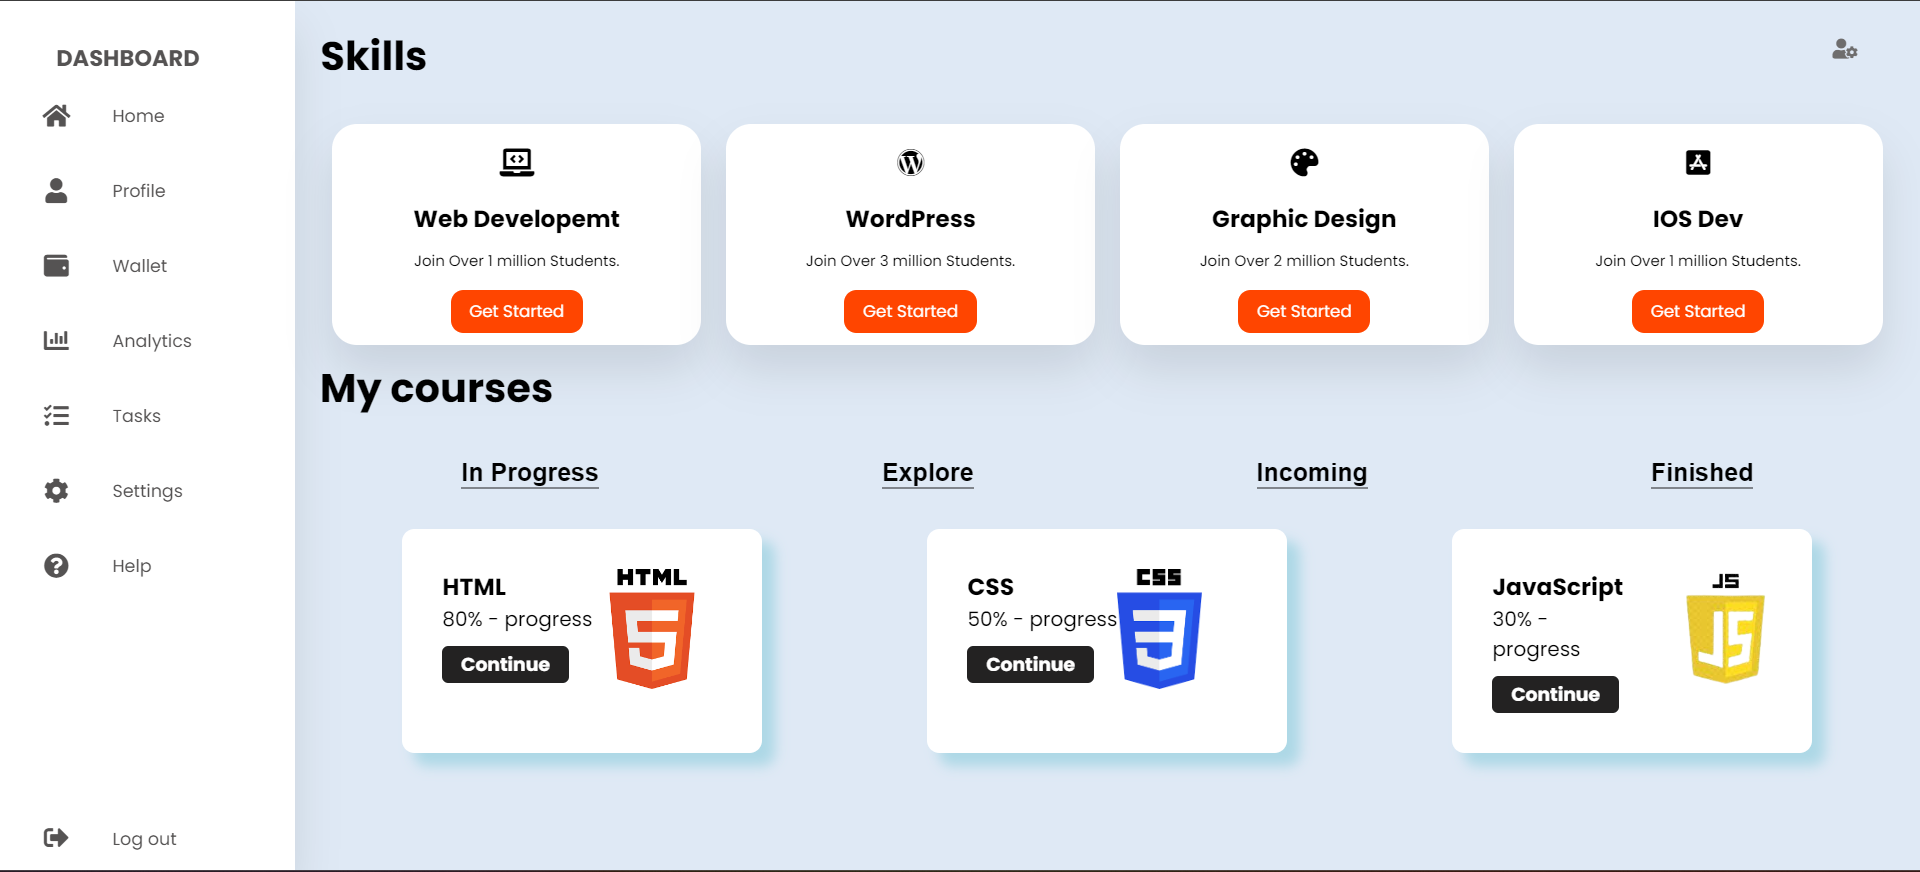 DASHBOARD
Home
Profile
Wallet
Analytics
Tasks
Settings
Help
Log out
Skills
Web Developemt
Join Over 1 million Students.
Get Started
WordPress
Join Over 3 million Students.
Get Started
Graphic Design
Join Over 2 million Students.
Get Started
IOS Dev
Join Over 1 million Students.
Get Started
My courses
In Progress
Explore
Incoming
Finished
HTML
80% - progress
Continue
HTML
5
CSS
50% - progress
Continue
CSS
3
JavaScript
30% -
progress
Continue
JS
JS